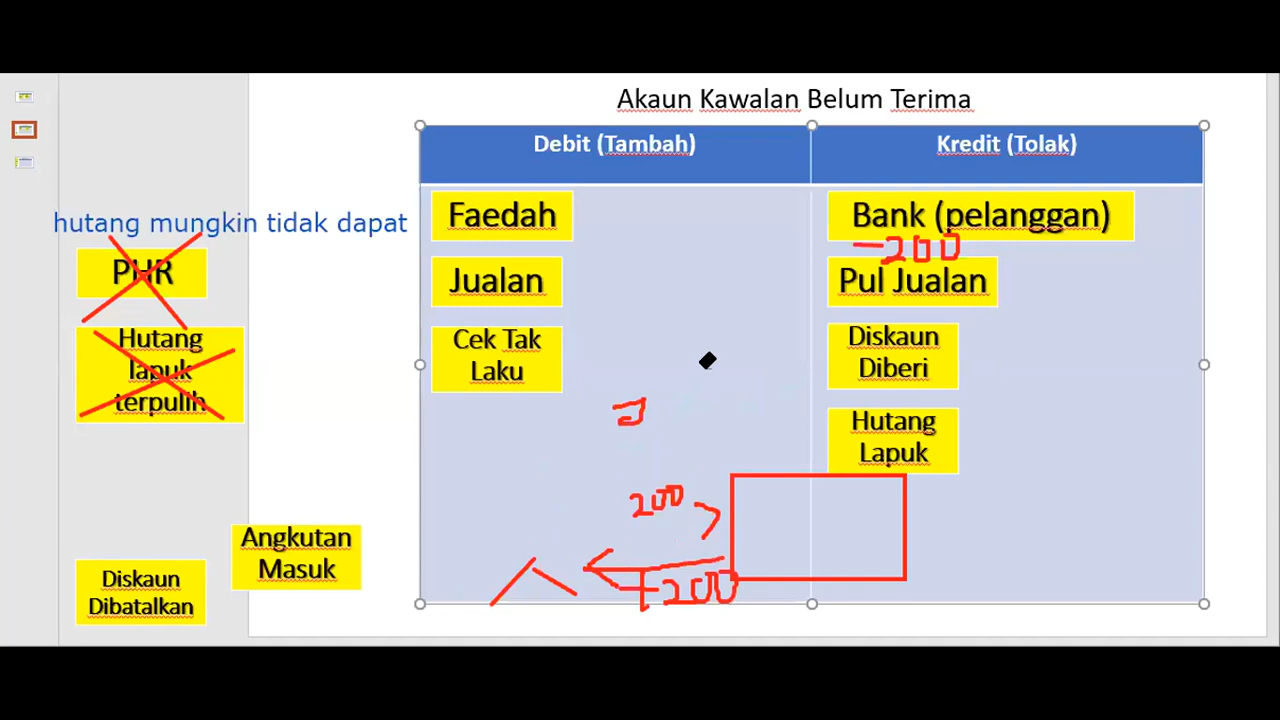 Akaun Kawalan Belum Terima
Debit (Tambah)
Kredit (Tolak)
hutang mungkin tidak dapat
PHR
Hutang
lapuk
terpulih
Angkutan
Masuk
Diskaun
Dibatalkan
Faedah
Jualan
Cek Tak
Laku
200
+200
Bank (pelanggan)
-200
Pul Jualan
Diskaun
Diberi
Hutang
Lapuk